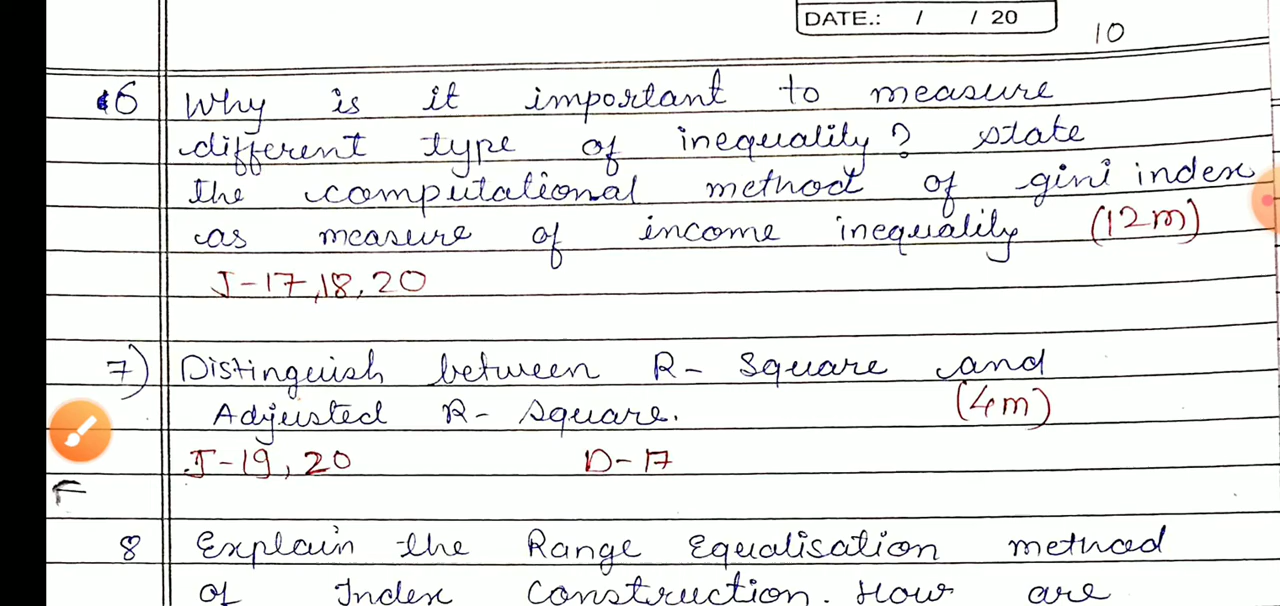 DATE.: / / 20
10
6 Why is it important to measure
different type of inequality? state
the computational method of gini index
as measure of income inequality (12m)
J-17,18,20
7) Distinguish between R- Square and
Adjusted R- square. (4m)
J-19, 20 D-17
F
8 Explain the Range Equalisation method
of Index construction. How are